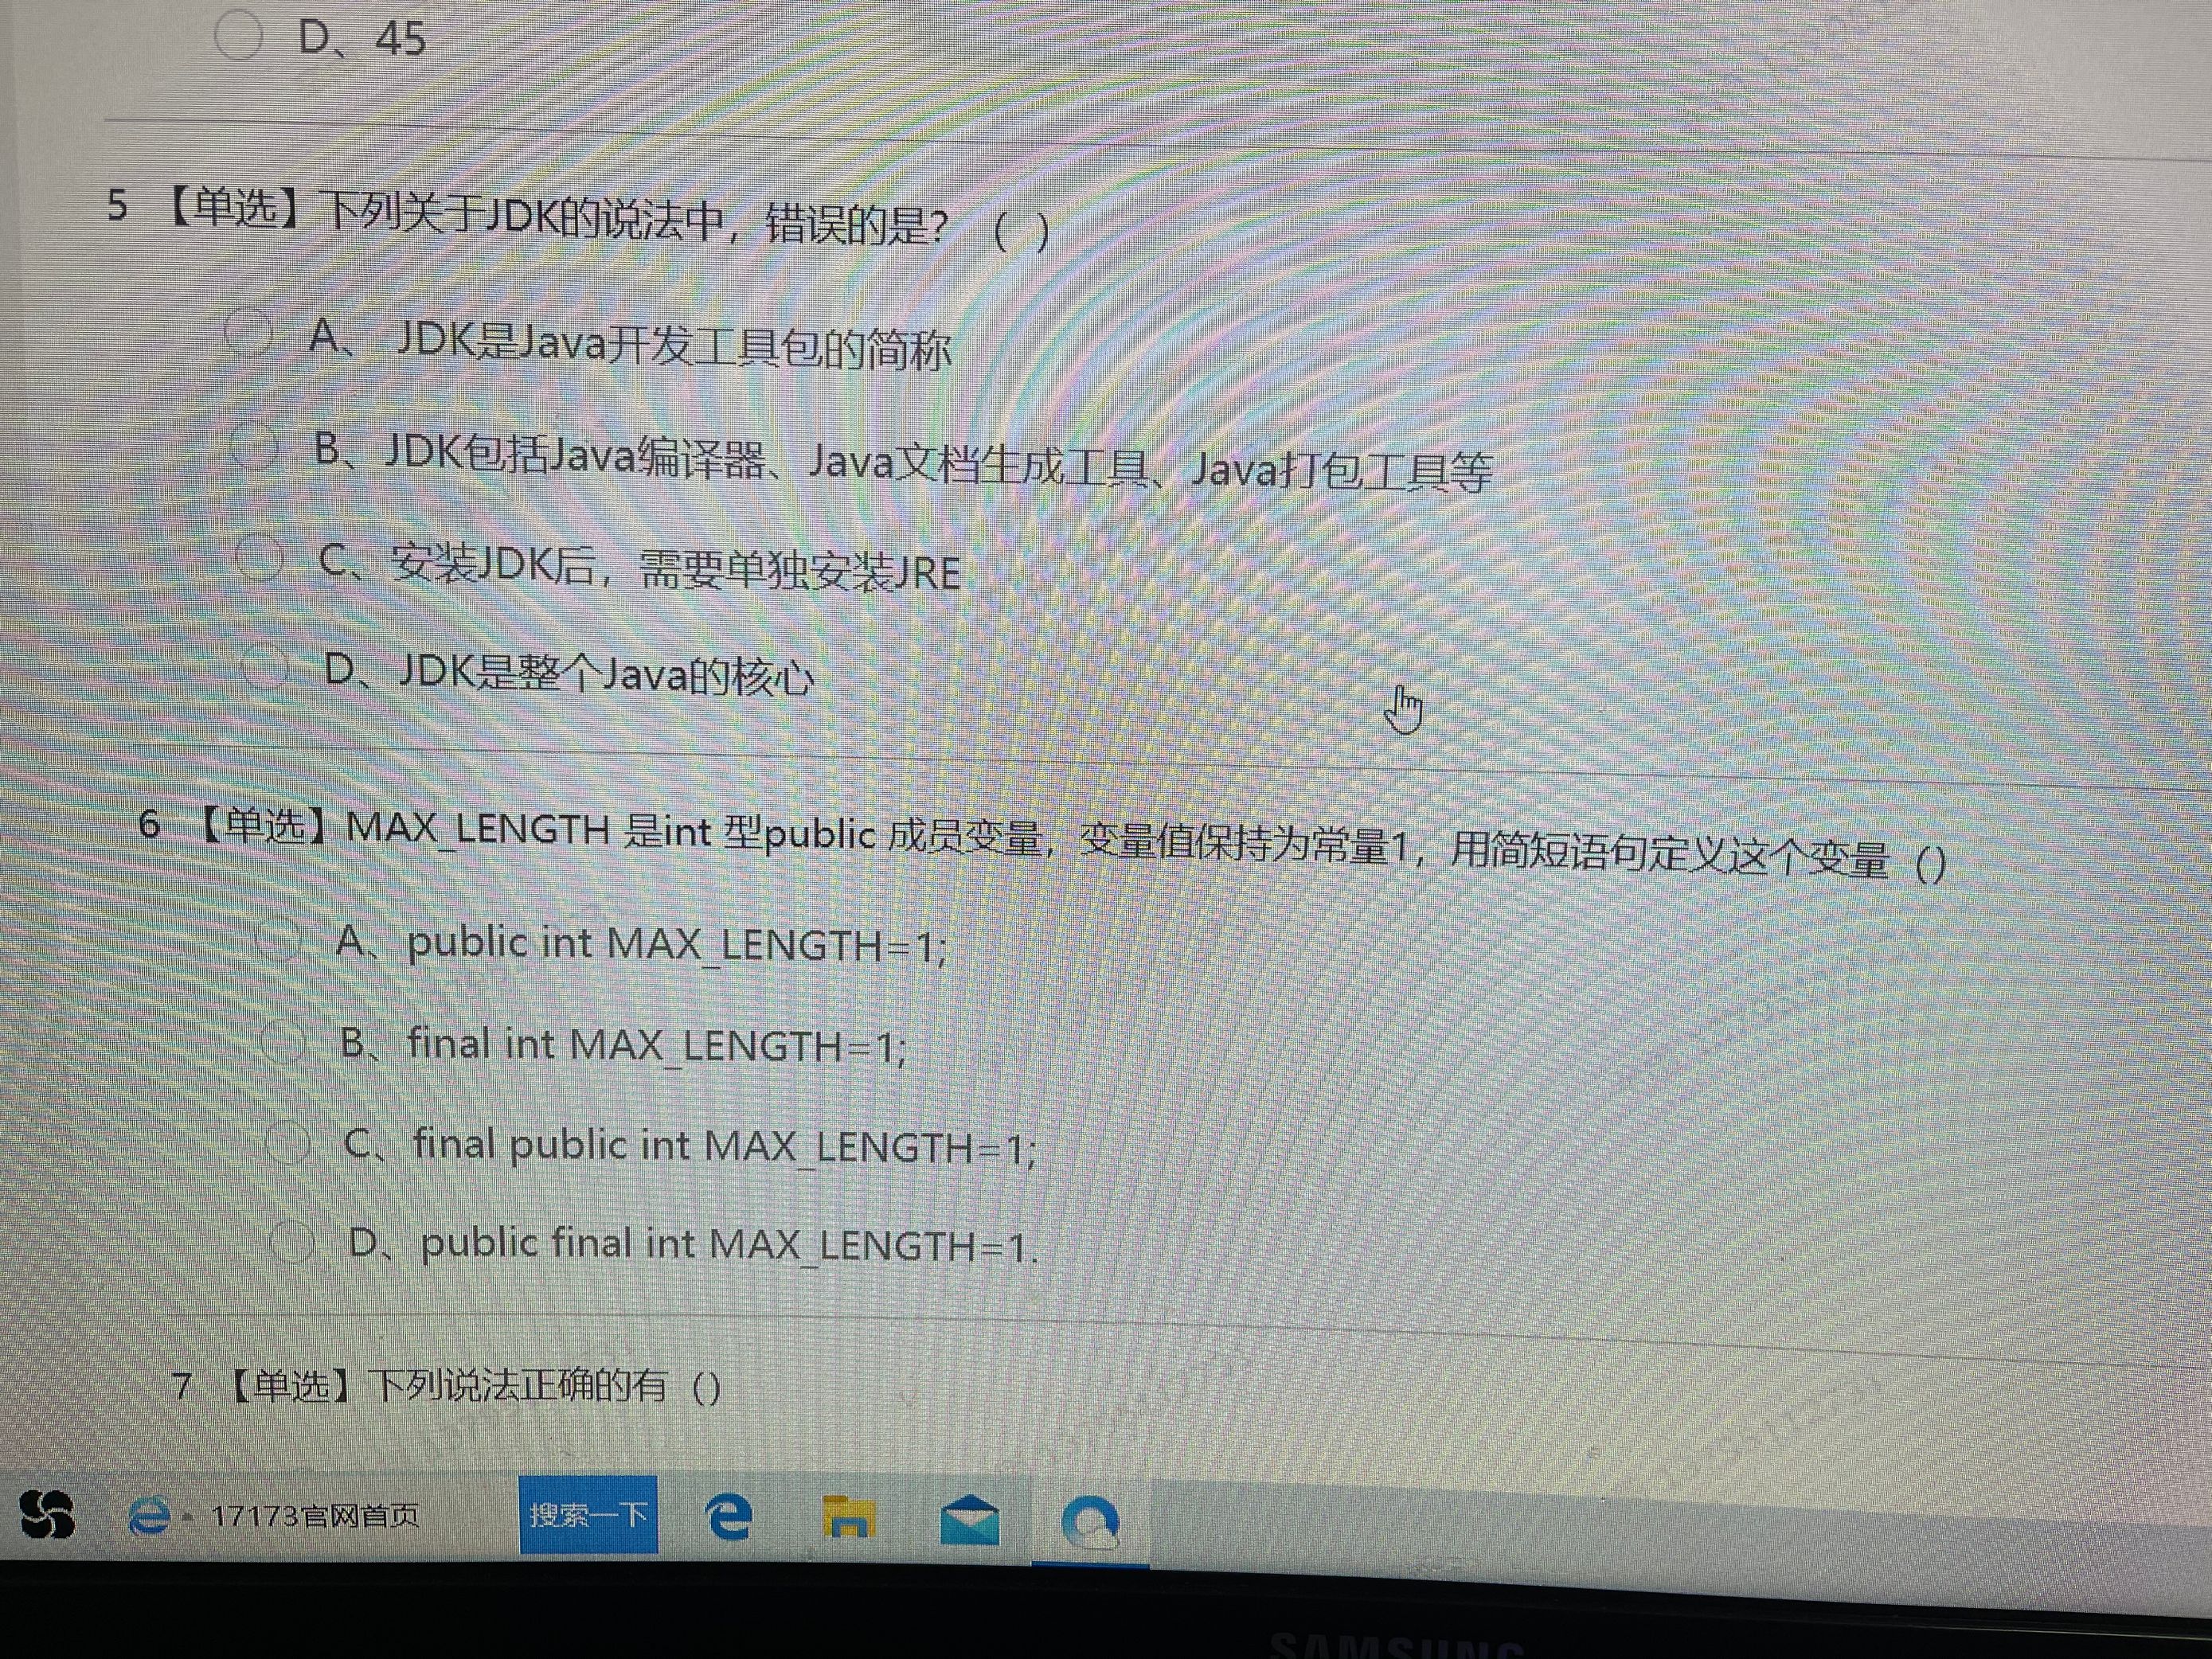 D、45
5 【单选】下列关于JDK的说法中，错误的是？（ ）
A、 JDK是Java开发工具包的简称
B、JDK包括Java编译器、Java文档生成工具、Java打包工具等
C、安装JDK后，需要单独安装JRE
D、JDK是整个Java的核心
6 【单选】MAX_LENGTH 是int 型public 成员变量，变量值保持为常量1，用简短语句定义这个变量（）
A、public int MAX_LENGTH=1;
B、final int MAX_LENGTH=1;
C、final public int MAX_LENGTH=1;
D、public final int MAX_LENGTH=1.
7 【单选】下列说法正确的有（）
17173官网首页 搜索一下
SAMSUNG